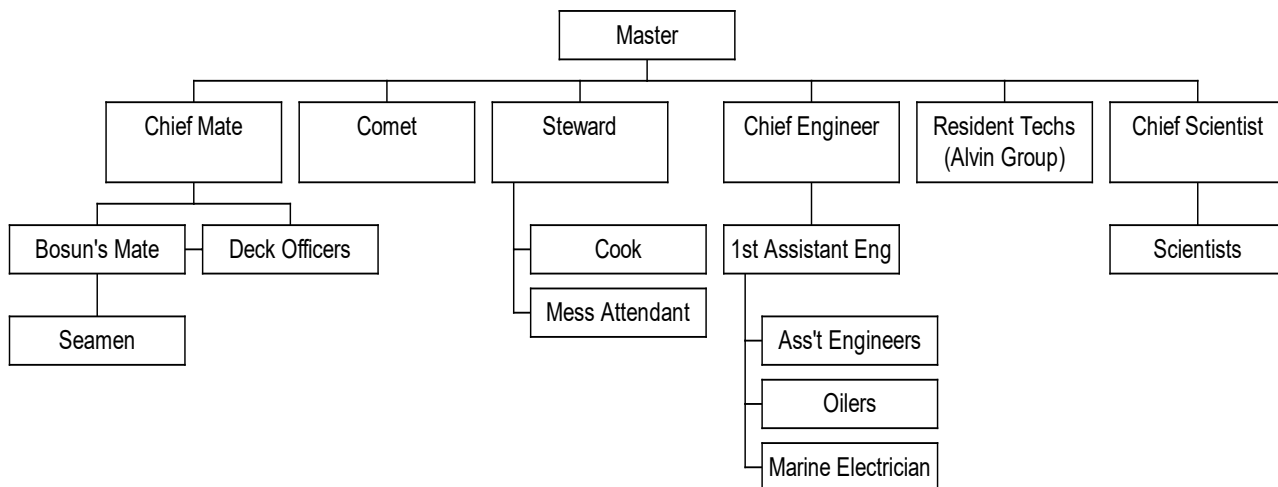 Master
Chief Mate
Comet
Steward
Chief Engineer
Resident Techs
(Alvin Group)
Chief Scientist
Bosun's Mate
Deck Officers
Cook
1st Assistant Eng
Scientists
Mess Attendant
Seamen
Ass't Engineers
Oilers
Marine Electrician